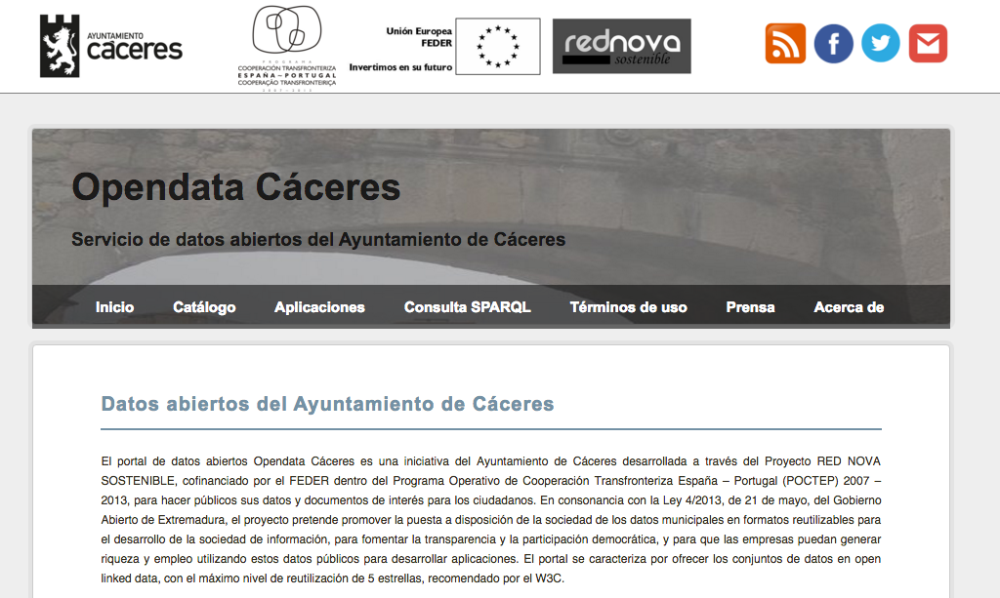 AYUNTAMIENTO
cáceres
PROGRAMA
COOPERACIÓN TRANSFRONTERIZA
ESPAÑA – PORTUGAL
COOPERAÇÃO TRANSFRONTEIRIÇA
2007 – 2013
Unión Europea
FEDER
Invertimos en su futuro
rednova
sostenible
Opendata Cáceres
Servicio de datos abiertos del Ayuntamiento de Cáceres
Inicio Catálogo Aplicaciones Consulta SPARQL Términos de uso Prensa Acerca de
Datos abiertos del Ayuntamiento de Cáceres
El portal de datos abiertos Opendata Cáceres es una iniciativa del Ayuntamiento de Cáceres desarrollada a través del Proyecto RED NOVA
SOSTENIBLE, cofinanciado por el FEDER dentro del Programa Operativo de Cooperación Transfronteriza España – Portugal (POCTEP) 2007 –
2013, para hacer públicos sus datos y documentos de interés para los ciudadanos. En consonancia con la Ley 4/2013, de 21 de mayo, del Gobierno
Abierto de Extremadura, el proyecto pretende promover la puesta a disposición de la sociedad de los datos municipales en formatos reutilizables para
el desarrollo de la sociedad de información, para fomentar la transparencia y la participación democrática, y para que las empresas puedan generar
riqueza y empleo utilizando estos datos públicos para desarrollar aplicaciones. El portal se caracteriza por ofrecer los conjuntos de datos en open
linked data, con el máximo nivel de reutilización de 5 estrellas, recomendado por el W3C.